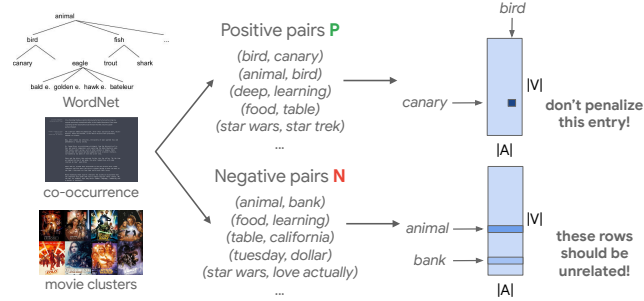 animal
bird fish ...
canary eagle trout shark
bald e. golden e. hawk e. bateleur
WordNet
co-occurrence
movie clusters
Positive pairs P
(bird, canary)
(animal, bird)
(deep, learning)
(food, table)
(star wars, star trek)
...
Negative pairs N
(animal, bank)
(food, learning)
(table, california)
(tuesday, dollar)
(star wars, love actually)
...
bird
canary
|V|
|A|
don't penalize
this entry!
animal
bank
|V|
|A|
these rows
should be
unrelated!